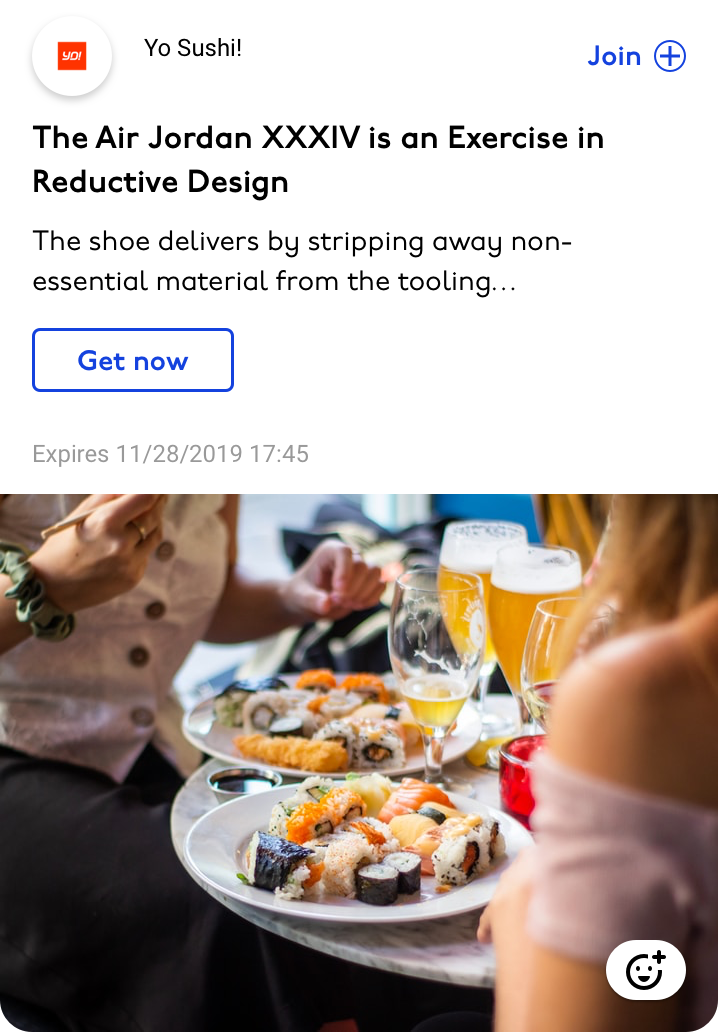 YO!
Yo Sushi!
Join
The Air Jordan XXXIV is an Exercise in
Reductive Design
The shoe delivers by stripping away non-
essential material from the tooling...
Get now
Expires 11/28/2019 17:45